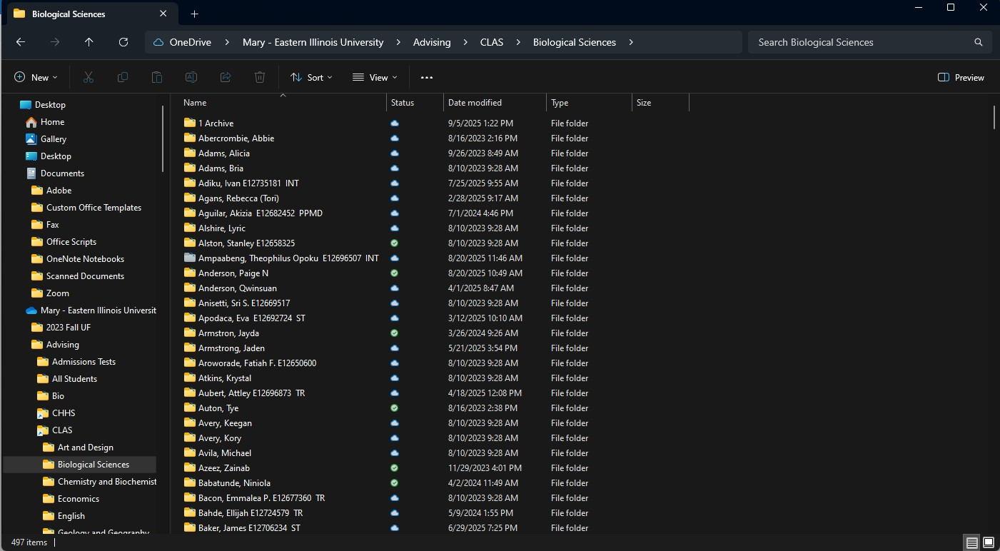 Biological Sciences
OneDrive > Mary - Eastern Illinois University > Advising > CLAS > Biological Sciences >
Search Biological Sciences
New Sort View ... Preview
Desktop
Home
Gallery
Desktop
Documents
Adobe
Custom Office Templates
Fax
Office Scripts
OneNote Notebooks
Scanned Documents
Zoom
Mary - Eastern Illinois Universit
2023 Fall UF
Advising
Admissions Tests
All Students
Bio
CHHS
CLAS
Art and Design
Biological Sciences
Chemistry and Biochemist
Economics
English
Geology and Geography
Name Status Date modified Type Size
1 Archive 9/5/2025 1:22 PM File folder
Abercrombie, Abbie 8/16/2023 2:16 PM File folder
Adams, Alicia 9/26/2023 8:49 AM File folder
Adams, Bria 8/10/2023 9:28 AM File folder
Adiku, Ivan E12735181 INT 7/25/2025 9:55 AM File folder
Agans, Rebecca (Tori) 2/28/2025 9:17 AM File folder
Aguilar, Akizia E12682452 PPMD 7/1/2024 4:46 PM File folder
Alshire, Lyric 8/10/2023 9:28 AM File folder
Alston, Stanley E12658325 8/10/2023 9:28 AM File folder
Ampaabeng, Theophilus Opoku E12696507 INT 8/20/2025 11:46 AM File folder
Anderson, Paige N 8/20/2025 10:49 AM File folder
Anderson, Qwinsuan 4/1/2025 8:47 AM File folder
Anisetti, Sri S. E12669517 8/10/2023 9:28 AM File folder
Apodaca, Eva E12692724 ST 3/12/2025 10:10 AM File folder
Armstron, Jayda 3/26/2024 9:26 AM File folder
Armstrong, Jaden 5/21/2025 3:54 PM File folder
Aroworade, Fatiah F. E12650600 8/10/2023 9:28 AM File folder
Atkins, Krystal 8/10/2023 9:28 AM File folder
Aubert, Attley E12696873 TR 4/18/2025 12:08 PM File folder
Auton, Tye 8/16/2023 2:38 PM File folder
Avery, Keegan 8/10/2023 9:28 AM File folder
Avery, Kory 8/10/2023 9:28 AM File folder
Avila, Michael 8/10/2023 9:28 AM File folder
Azeez, Zainab 11/29/2023 4:01 PM File folder
Babatunde, Niniola 4/2/2024 11:49 AM File folder
Bacon, Emmalea P. E12677360 TR 8/10/2023 9:28 AM File folder
Bahde, Ellijah E12724579 TR 5/9/2024 1:55 PM File folder
Baker, James E12706234 ST 6/29/2025 7:25 PM File folder
497 items